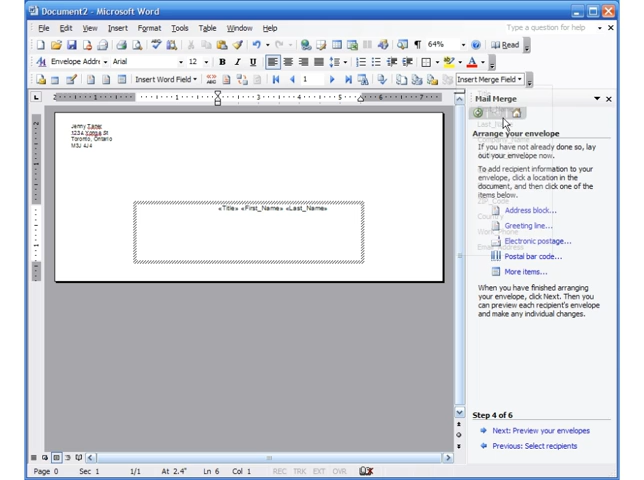 Document2 - Microsoft Word
File Edit View Insert Format Tools Table Window Help Type a question for help
64% Read
Envelope Addr Arial 12 B I U
Insert Word Field 1 Insert Merge Field
Mail Merge
Last_Name
Arrange your envelope
If you have not already done so, lay
out your envelope now.
To add recipient information to your
envelope, click a location in the
document, and then click one of the
items below.
ZIP_Code
Address block...
Country
Greeting line...
Work_Phone
Electronic postage...
Email_Address
Postal bar code...
More items...
When you have finished arranging
your envelope, click Next. Then you
can preview each recipient's envelope
and make any individual changes.
Step 4 of 6
Next: Preview your envelopes
Previous: Select recipients
Toronto, Ontario
M3J 4J4
«Title» «First_Name» «Last_Name»
Page 0 Sec 1 1/1 At 2.4" Ln 6 Col 1 REC TRK EXT OVR